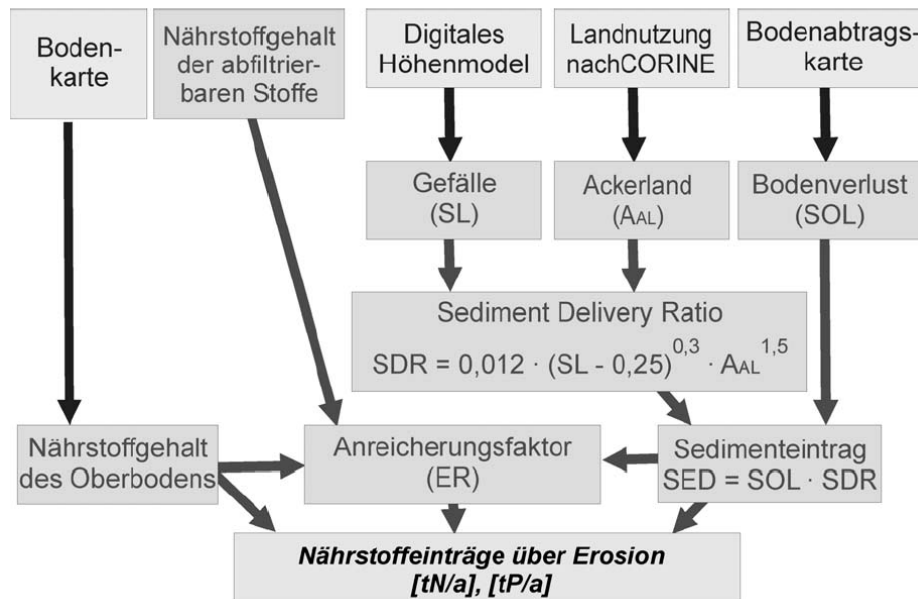 Boden-
karte
Nährstoffgehalt
der abfiltrier-
baren Stoffe
Digitales
Höhenmodel
Landnutzung
nachCORINE
Bodenabtrags-
karte
Gefälle
(SL)
Ackerland
(AAL)
Bodenverlust
(SOL)
Sediment Delivery Ratio
SDR = 0,012 · (SL - 0,25)^0,3 · AAL^1,5
Nährstoffgehalt
des Oberbodens
Anreicherungsfaktor
(ER)
Sedimenteintrag
SED = SOL · SDR
Nährstoffeinträge über Erosion
[tN/a], [tP/a]